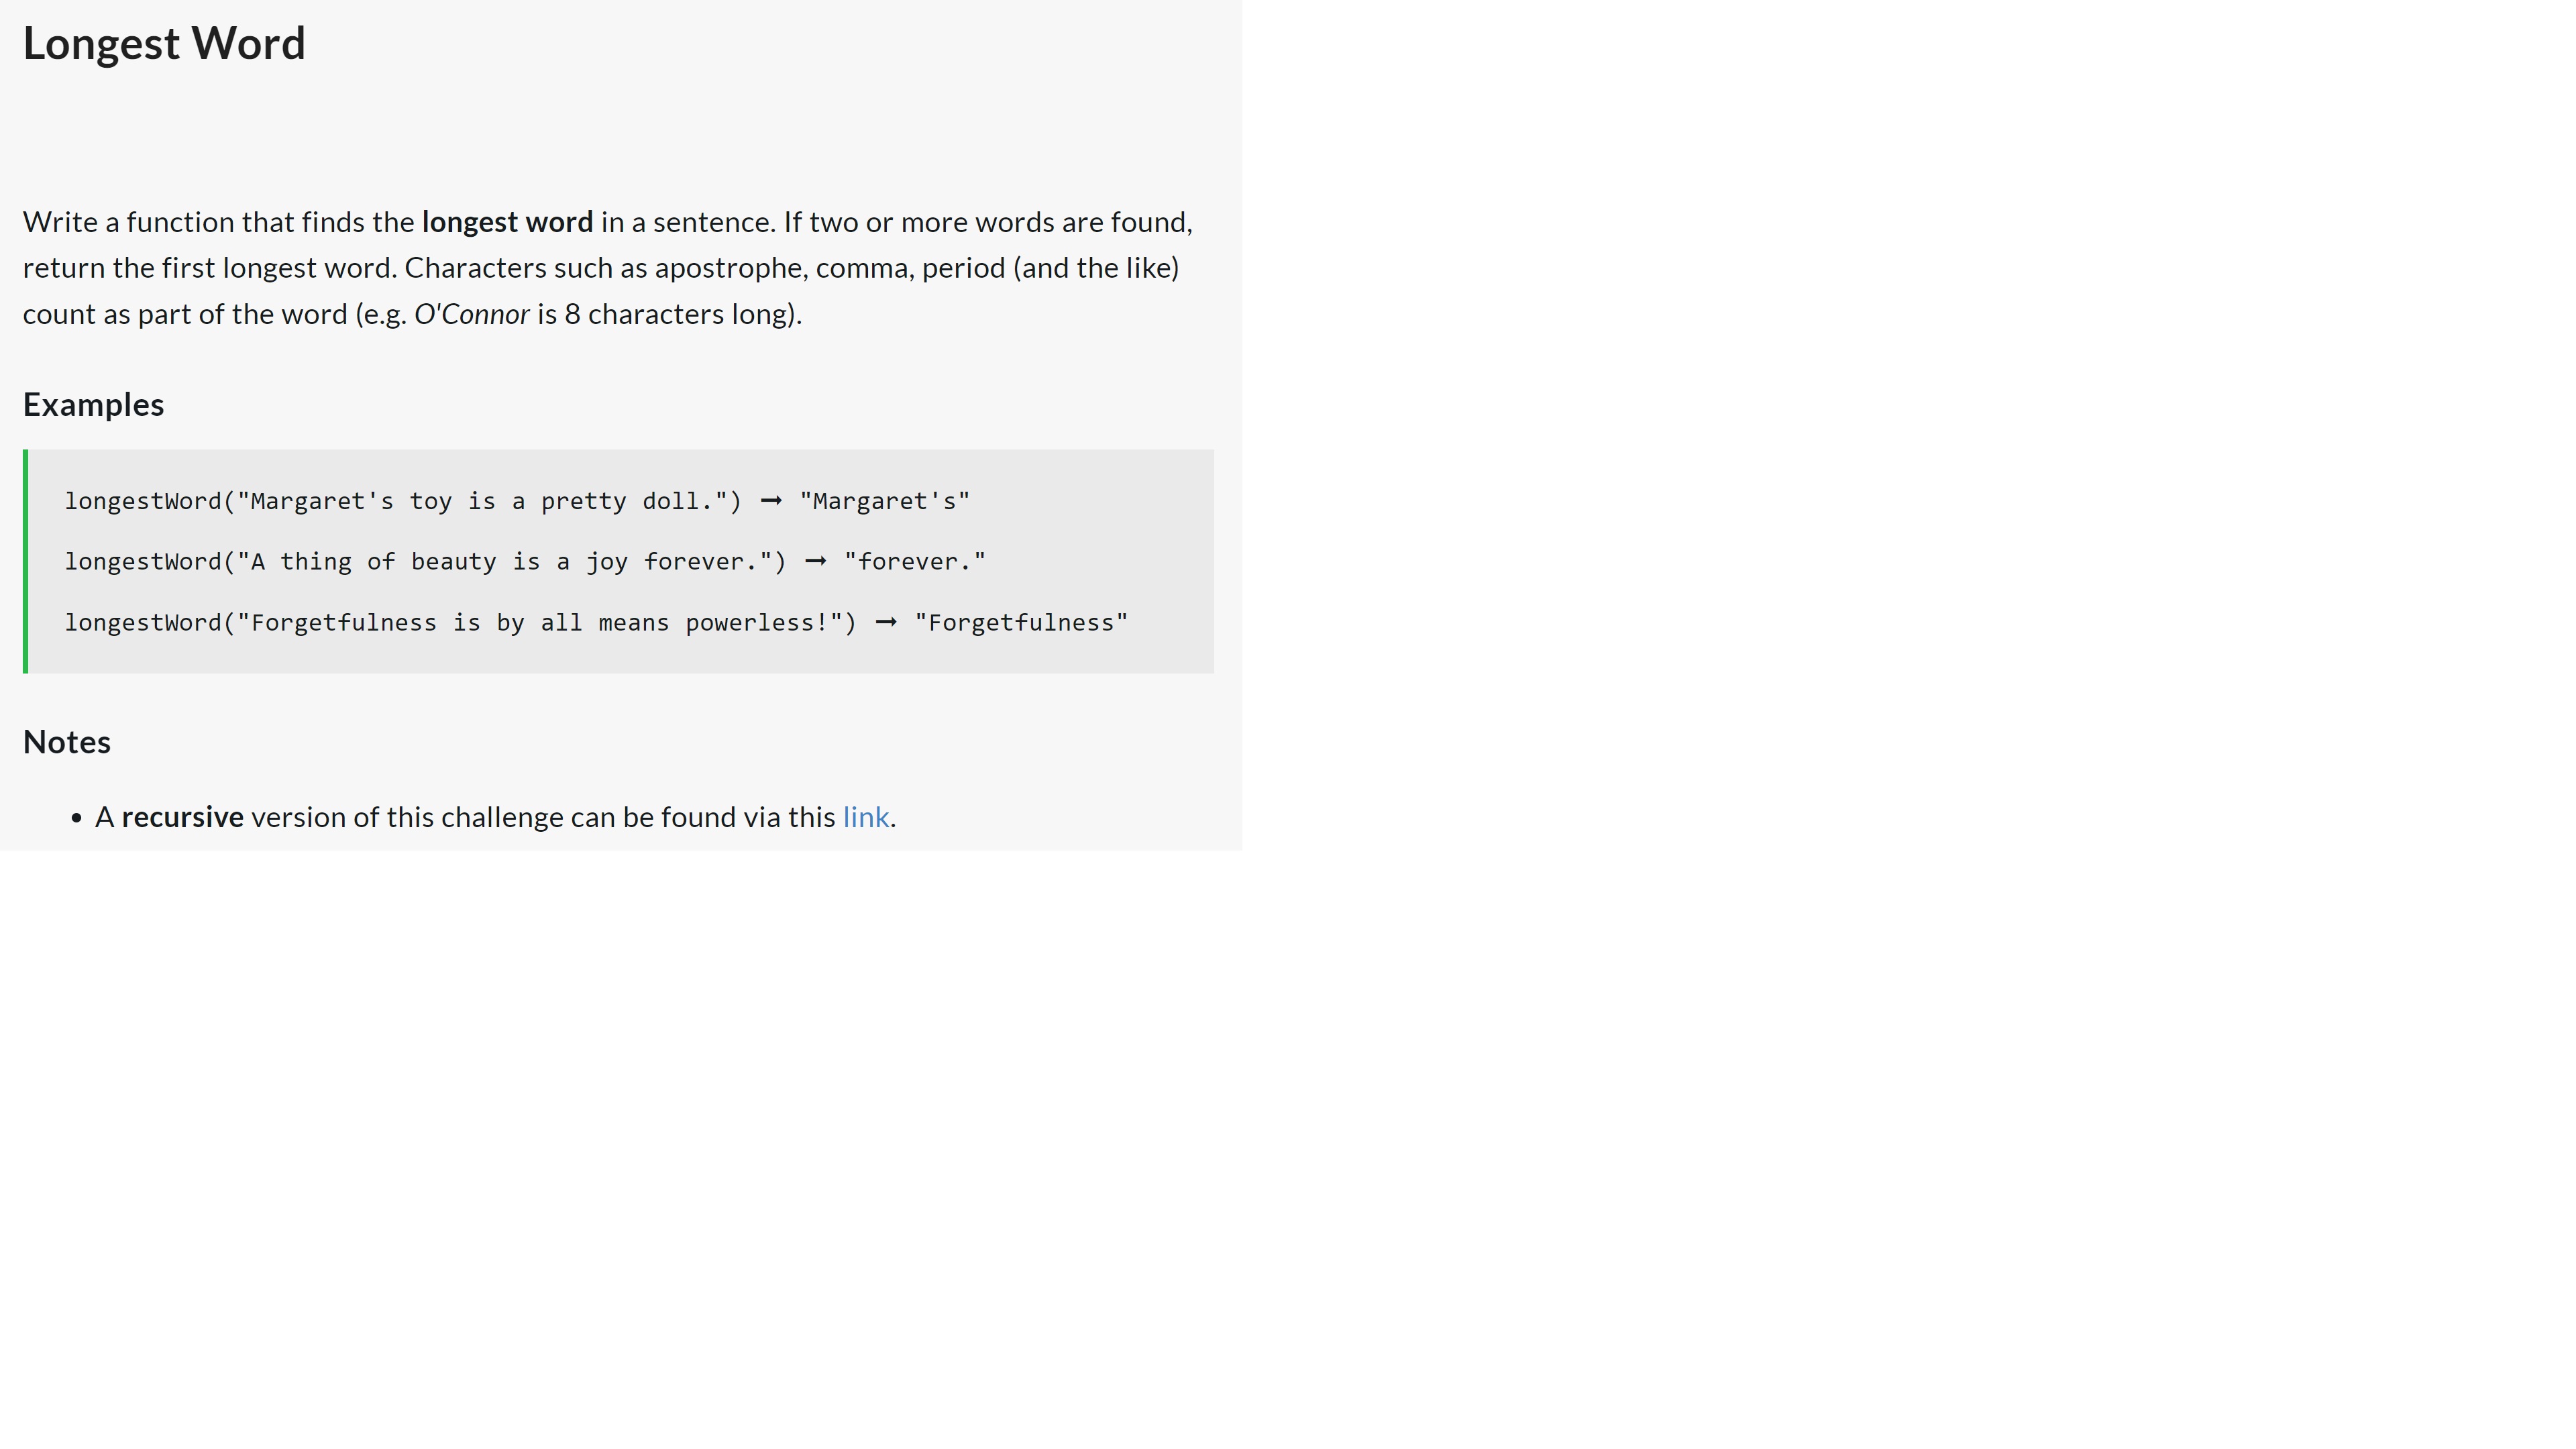 Longest Word
Write a function that finds the longest word in a sentence. If two or more words are found,
return the first longest word. Characters such as apostrophe, comma, period (and the like)
count as part of the word (e.g. O'Connor is 8 characters long).
Examples
longestWord("Margaret's toy is a pretty doll.") ➞ "Margaret's"
longestWord("A thing of beauty is a joy forever.") ➞ "forever."
longestWord("Forgetfulness is by all means powerless!") ➞ "Forgetfulness"
Notes
• A recursive version of this challenge can be found via this link.